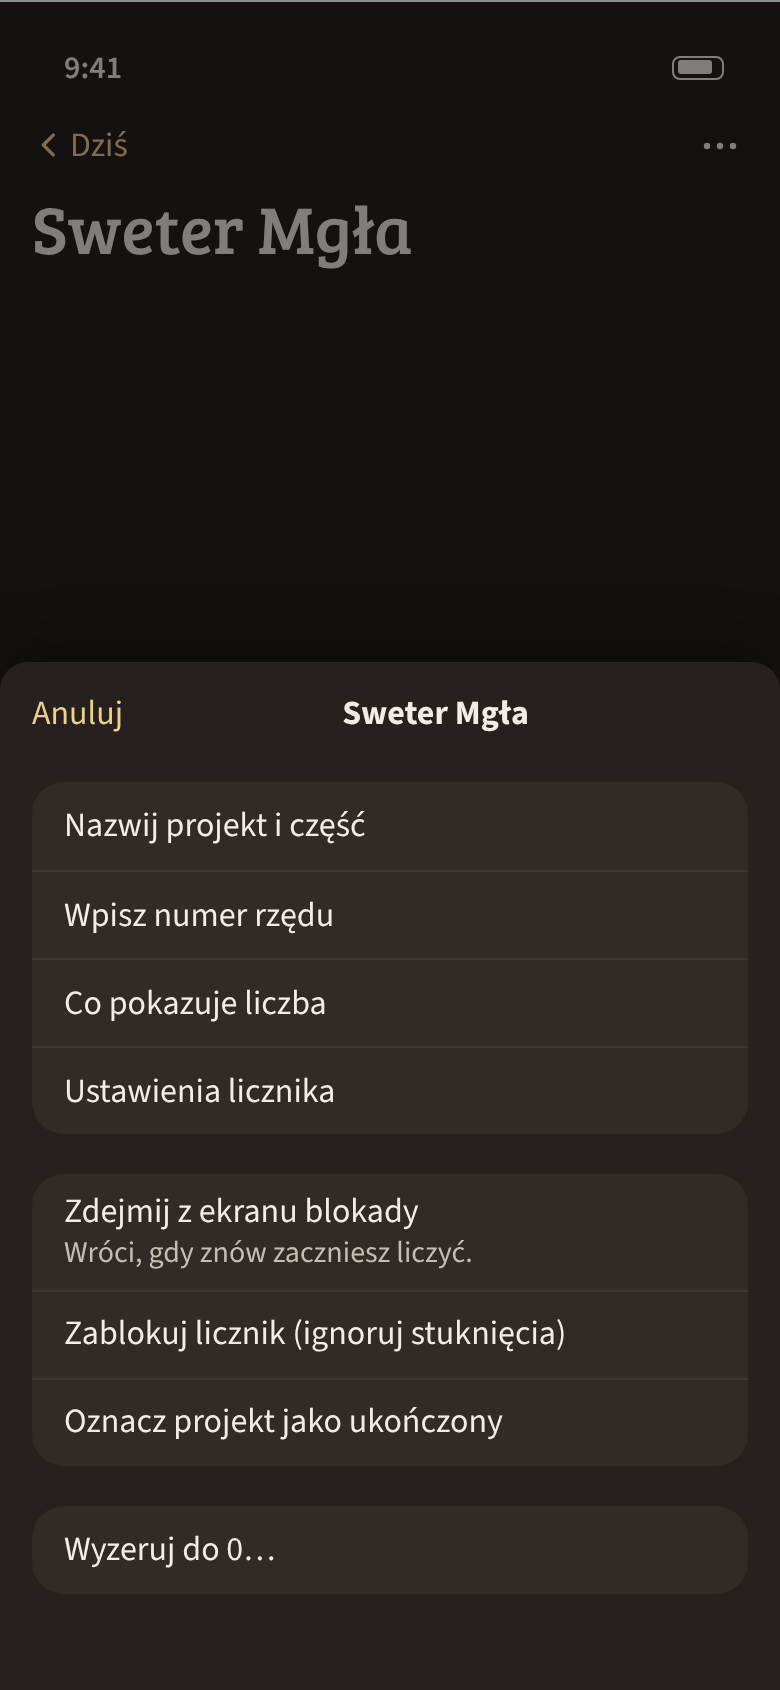 9:41
Dziś
Sweter Mgła
Anuluj
Sweter Mgła
Nazwij projekt i część
Wpisz numer rzędu
Co pokazuje liczba
Ustawienia licznika
Zdejmij z ekranu blokady
Wróci, gdy znów zaczniesz liczyć.
Zablokuj licznik (ignoruj stuknięcia)
Oznacz projekt jako ukończony
Wyzeruj do 0…